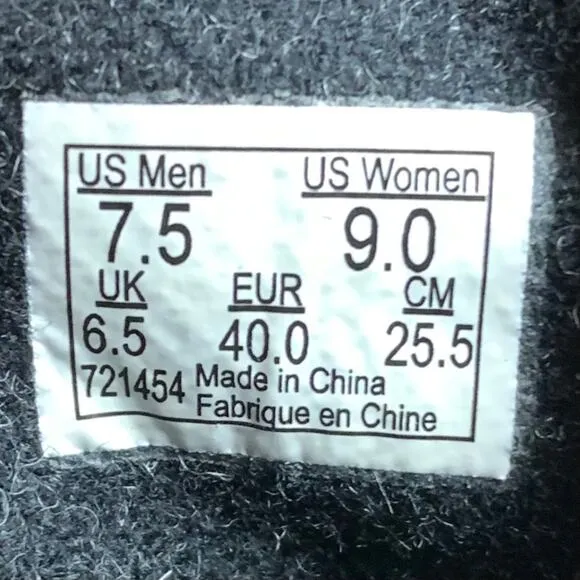 US Men US Women
7.5 9.0
UK EUR CM
6.5 40.0 25.5
721454 Made in China
Fabrique en Chine